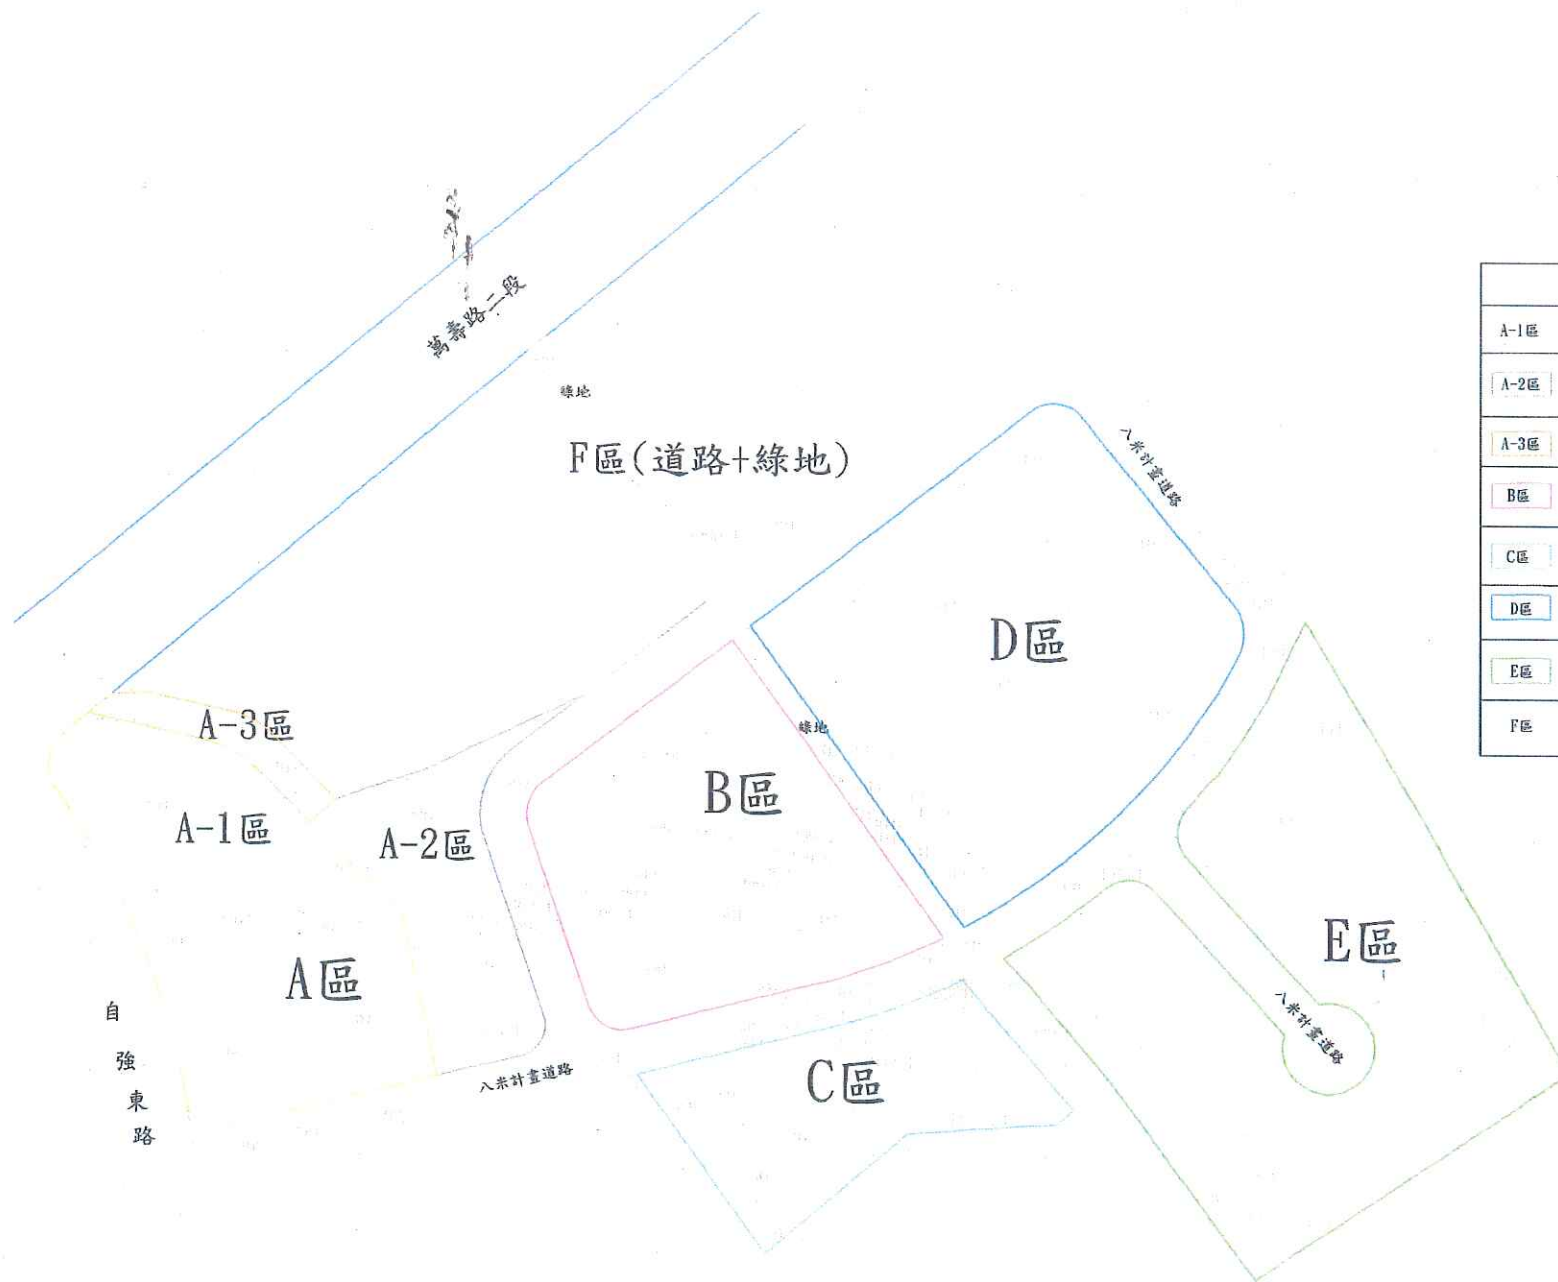 萬壽路二段
綠地
F區(道路+綠地)
八米計畫道路
D區
A-3區
綠地
B區
A-1區
A-2區
E區
A區
八米計畫道路
自強東路
八米計畫道路
C區
A-1區
A-2區
A-3區
B區
C區
D區
E區
F區